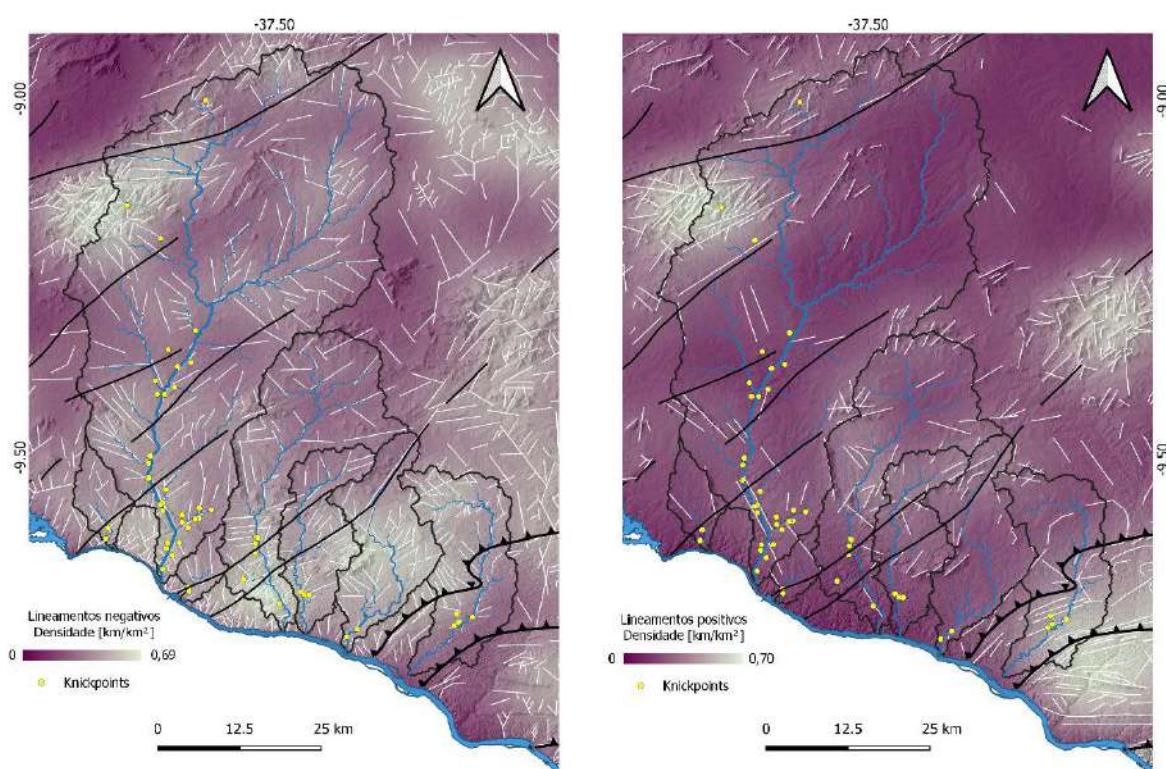 -37.50
-9.00
-9.50
Lineamentos negativos
Densidade [km/km²]
0 0,69
Knickpoints
0 12.5 25 km
-37.50
-9.00
-9.50
Lineamentos positivos
Densidade [km/km²]
0 0,70
Knickpoints
0 12.5 25 km